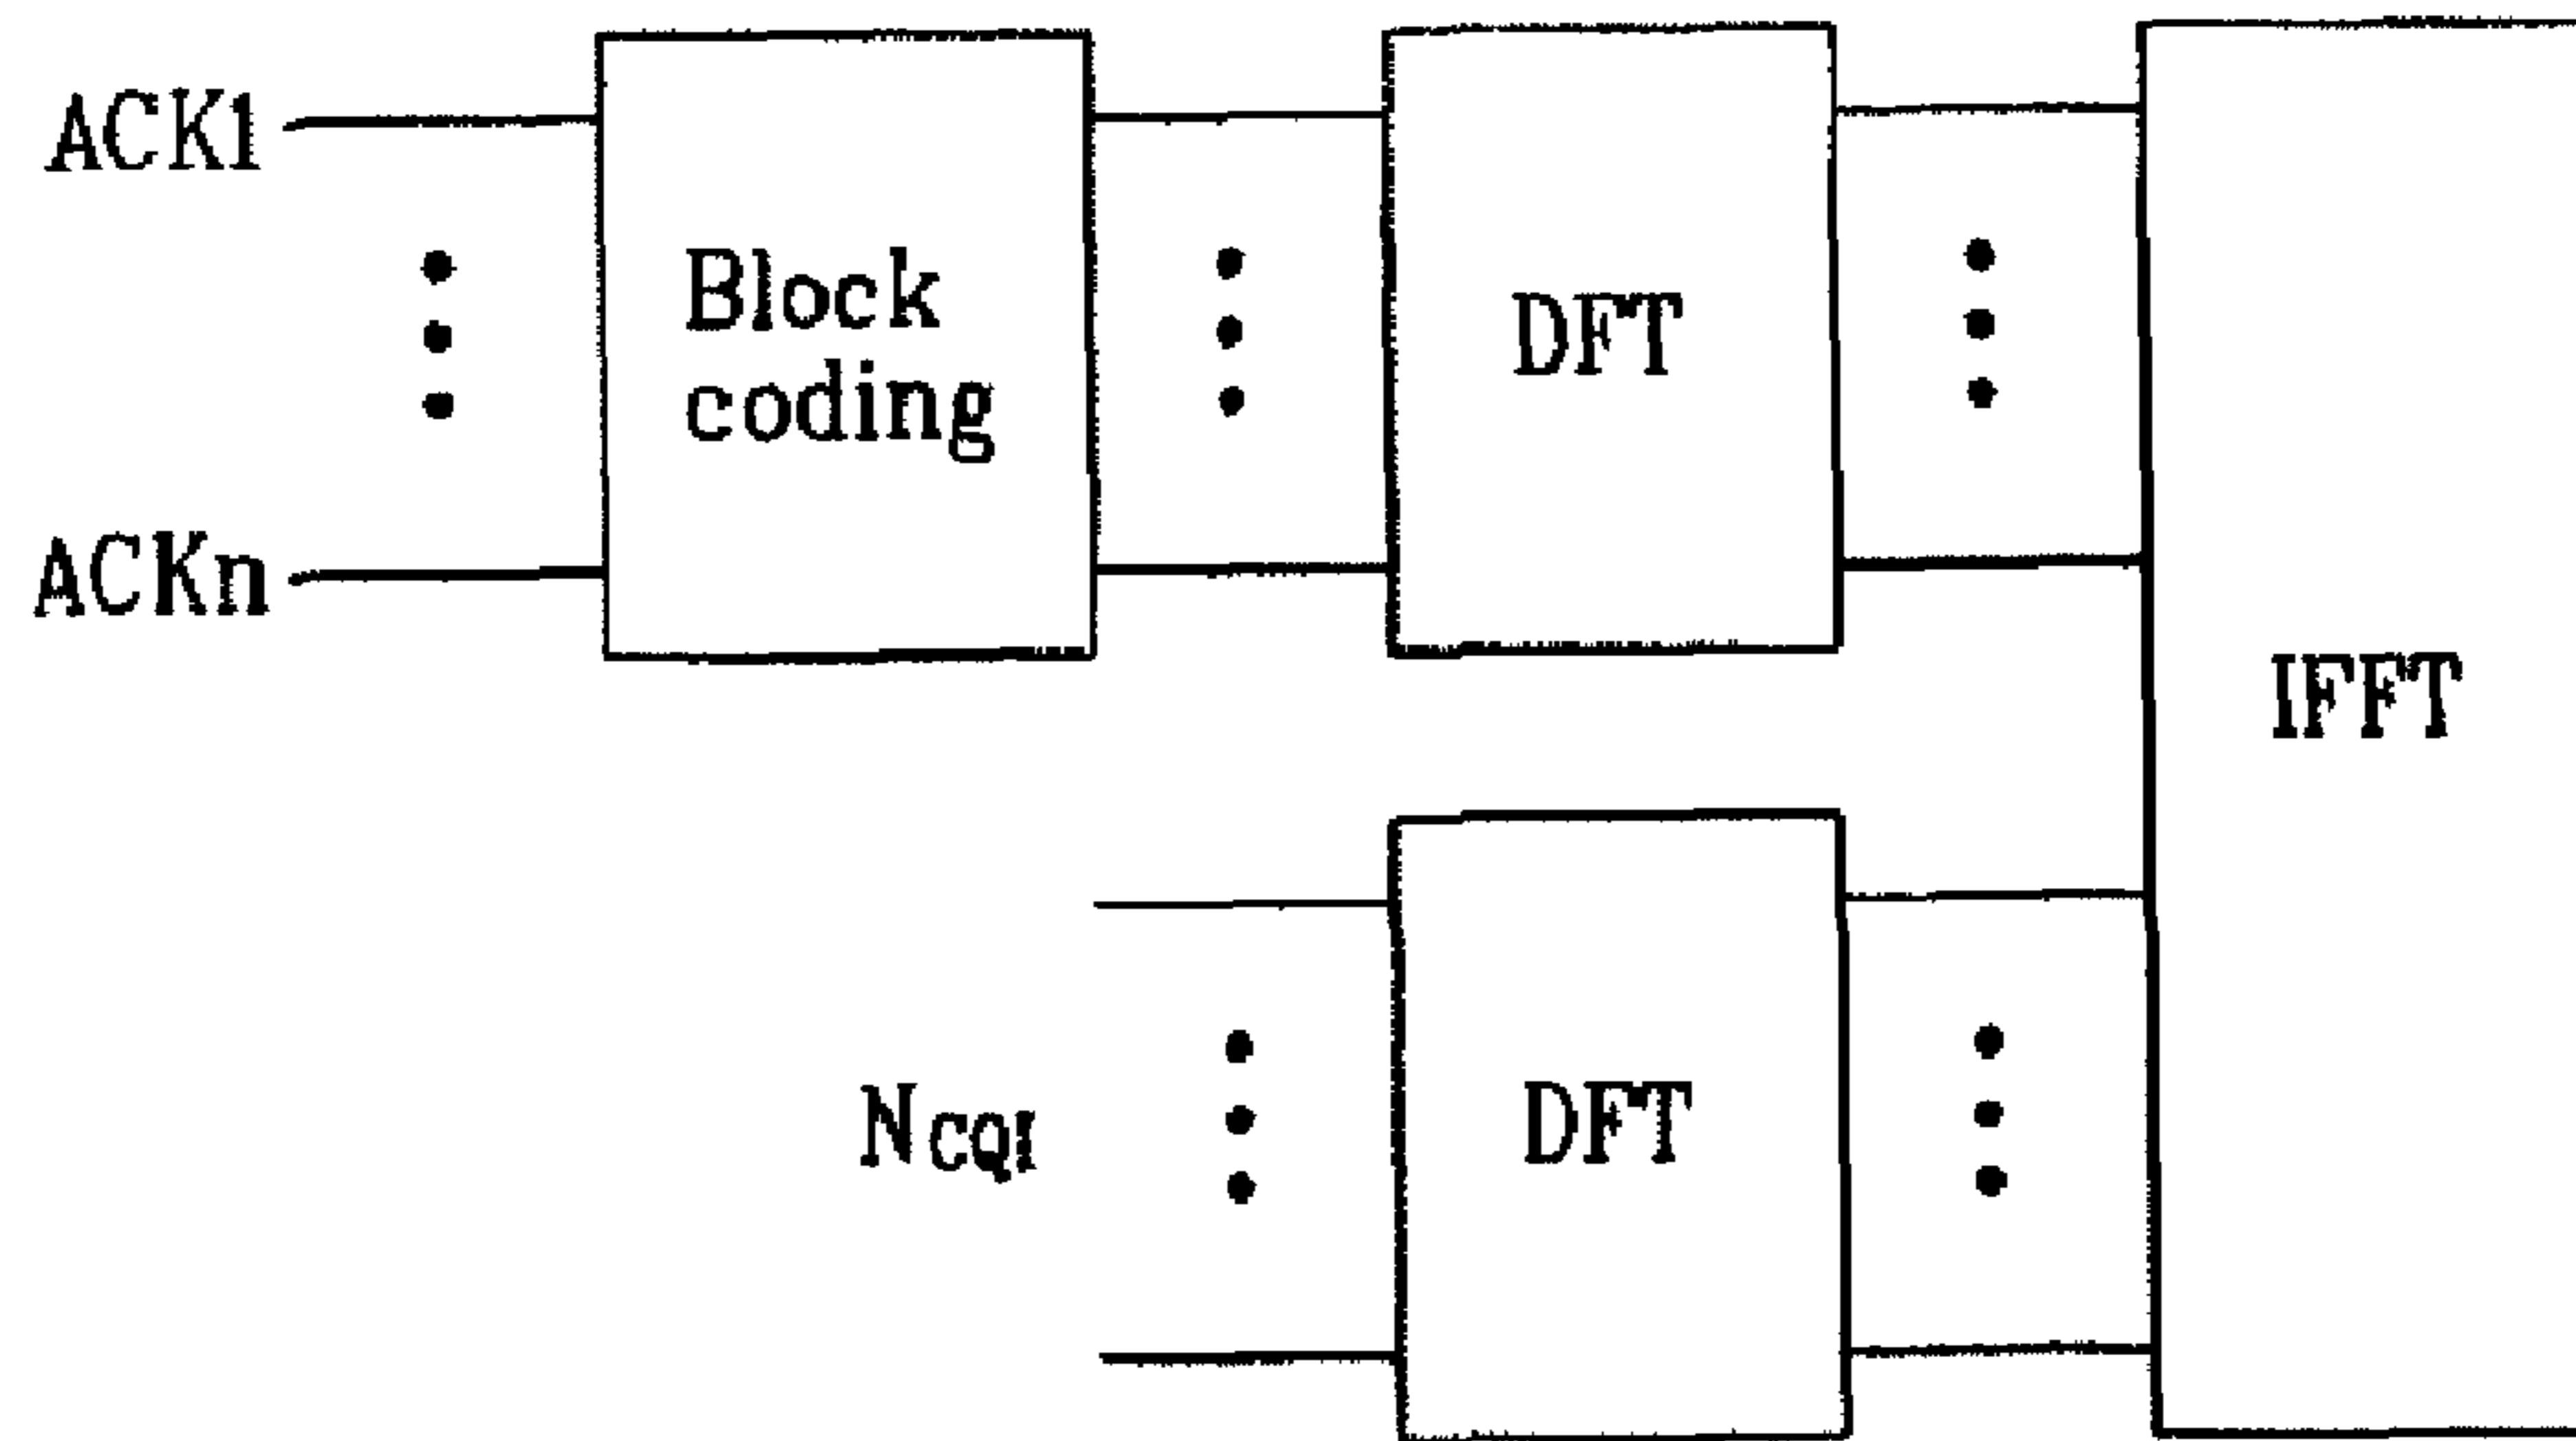 ACK1
Block
coding
DFT
ACKn
IFFT
NCQI
DFT